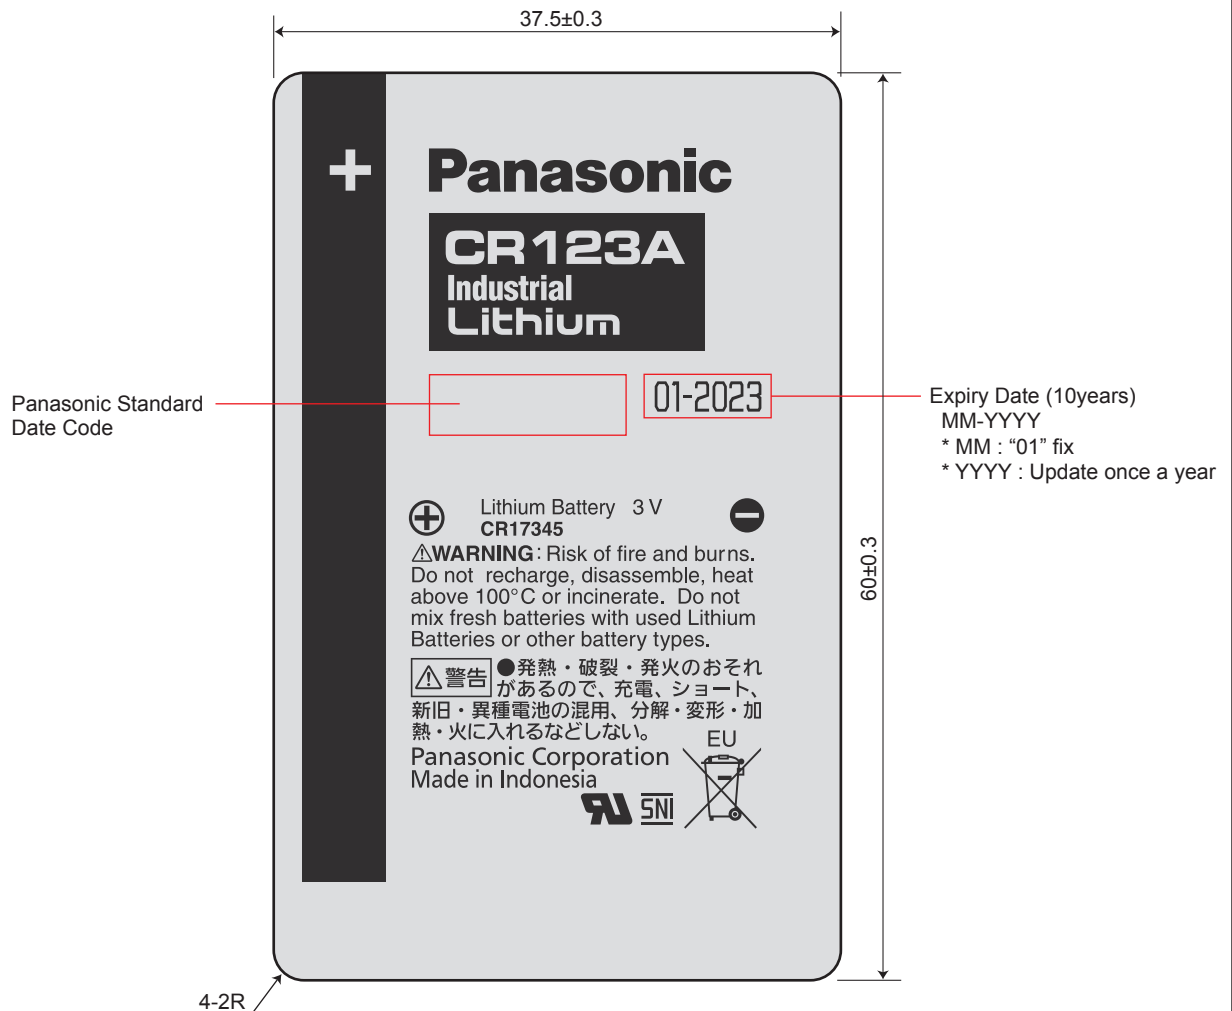 37.5±0.3
+
Panasonic
CR123A
Industrial
Lithium
Panasonic Standard
Date Code
01-2023
Expiry Date (10years)
MM-YYYY
* MM : “01” fix
* YYYY : Update once a year
Lithium Battery 3 V
CR17345
⚠WARNING: Risk of fire and burns.
Do not recharge, disassemble, heat
above 100°C or incinerate. Do not
mix fresh batteries with used Lithium
Batteries or other battery types.
⚠警告 ●発熱・破裂・発火のおそれ
があるので、充電、ショート、
新旧・異種電池の混用、分解・変形・加
熱・火に入れるなどしない。
EU
Panasonic Corporation
Made in Indonesia
SNI
60±0.3
4-2R